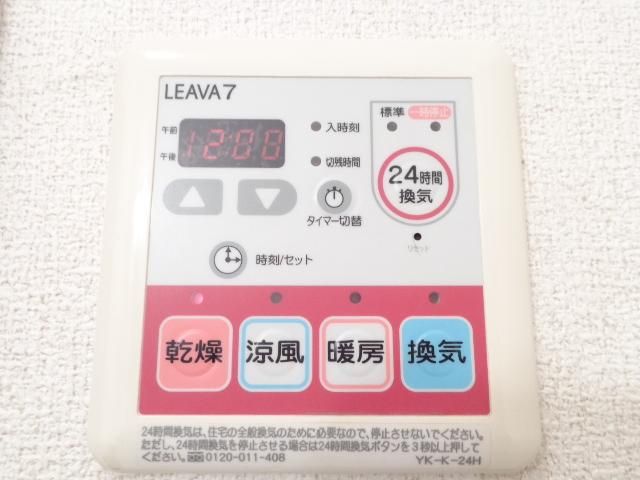 LEAVA7
午前
午後
12:00
入時刻
切残時間
標準 一時停止
24時間
換気
リセット
タイマー切替
時刻/セット
乾燥 涼風 暖房 換気
24時間換気は、住宅の全般換気のために必要なので、停止させないでください。
ただし、24時間換気を停止させる場合は24時間換気ボタンを3秒以上押して
ください。 0120-011-408 YK-K-24H